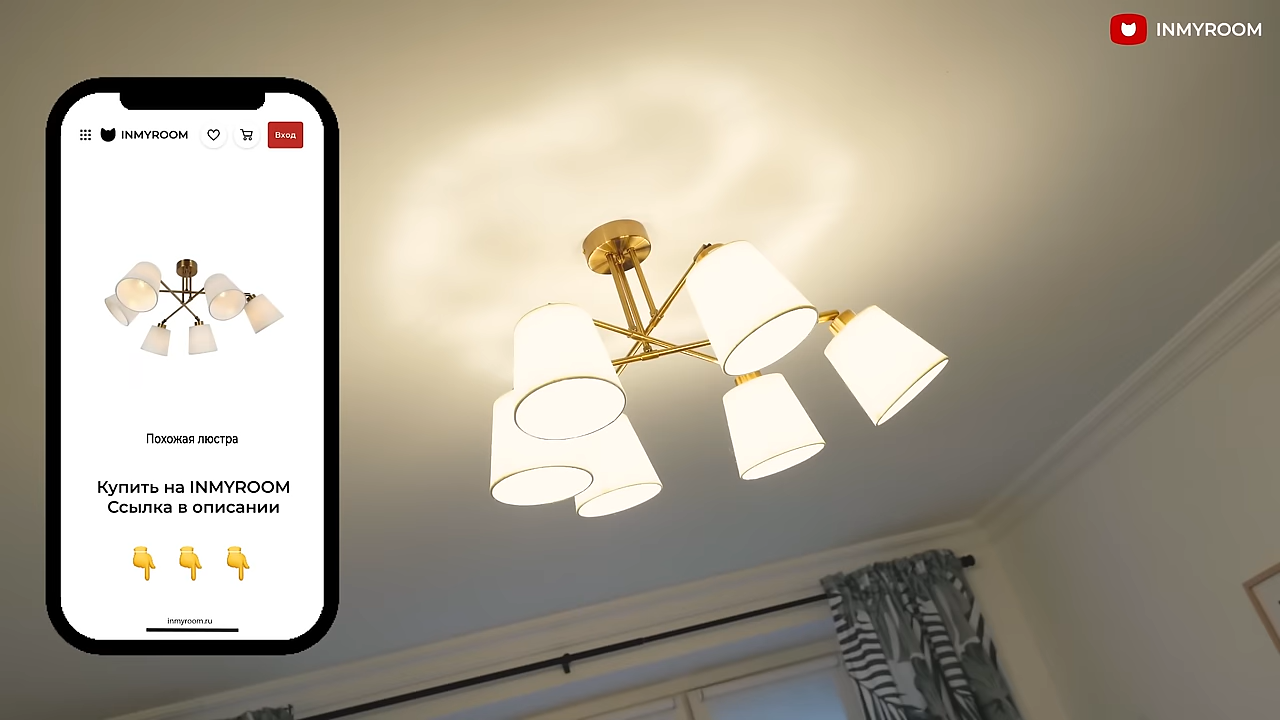 INMYROOM
INMYROOM
Вход
Похожая люстра
Купить на INMYROOM
Ссылка в описании
inmyroom.ru